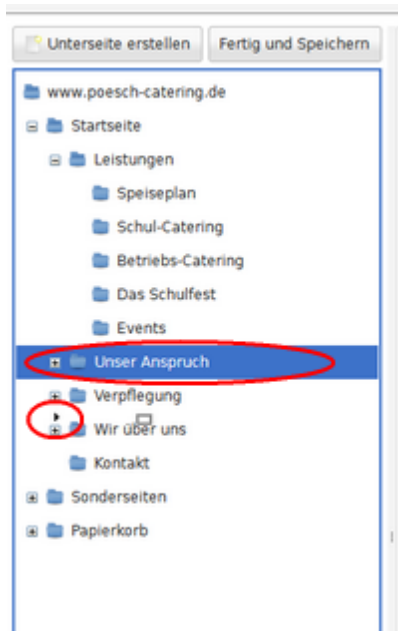 Unterseite erstellen Fertig und Speichern
www.poesch-catering.de
Startseite
Leistungen
Speiseplan
Schul-Catering
Betriebs-Catering
Das Schulfest
Events
Unser Anspruch
Verpflegung
Wir über uns
Kontakt
Sonderseiten
Papierkorb